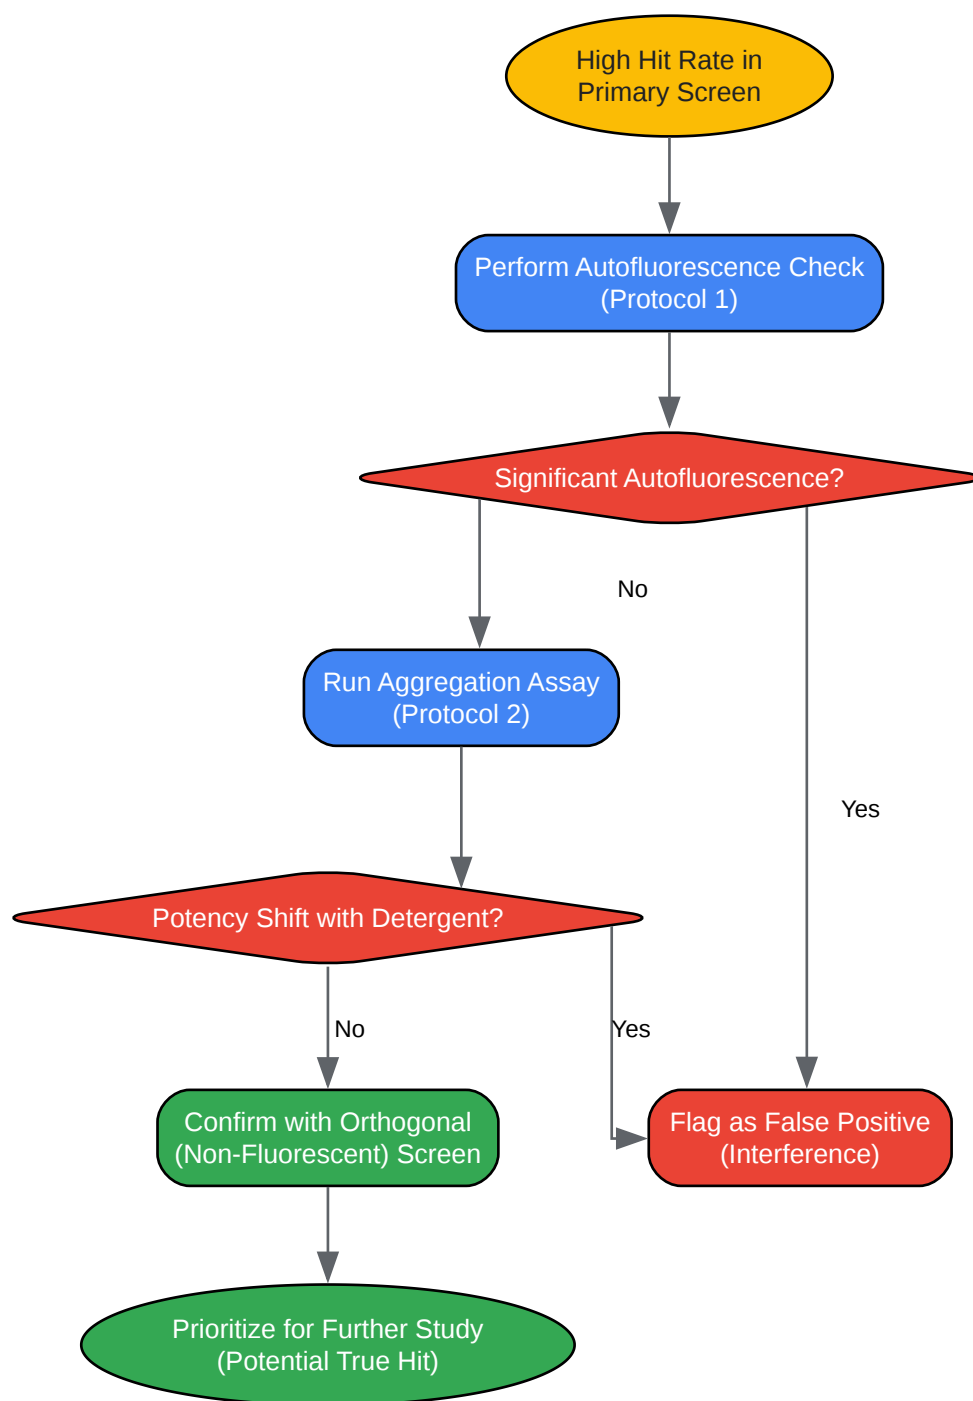 High Hit Rate in
Primary Screen
Perform Autofluorescence Check
(Protocol 1)
Significant Autofluorescence?
No
Run Aggregation Assay
(Protocol 2)
Yes
Potency Shift with Detergent?
No
Yes
Confirm with Orthogonal
(Non-Fluorescent) Screen
Flag as False Positive
(Interference)
Prioritize for Further Study
(Potential True Hit)